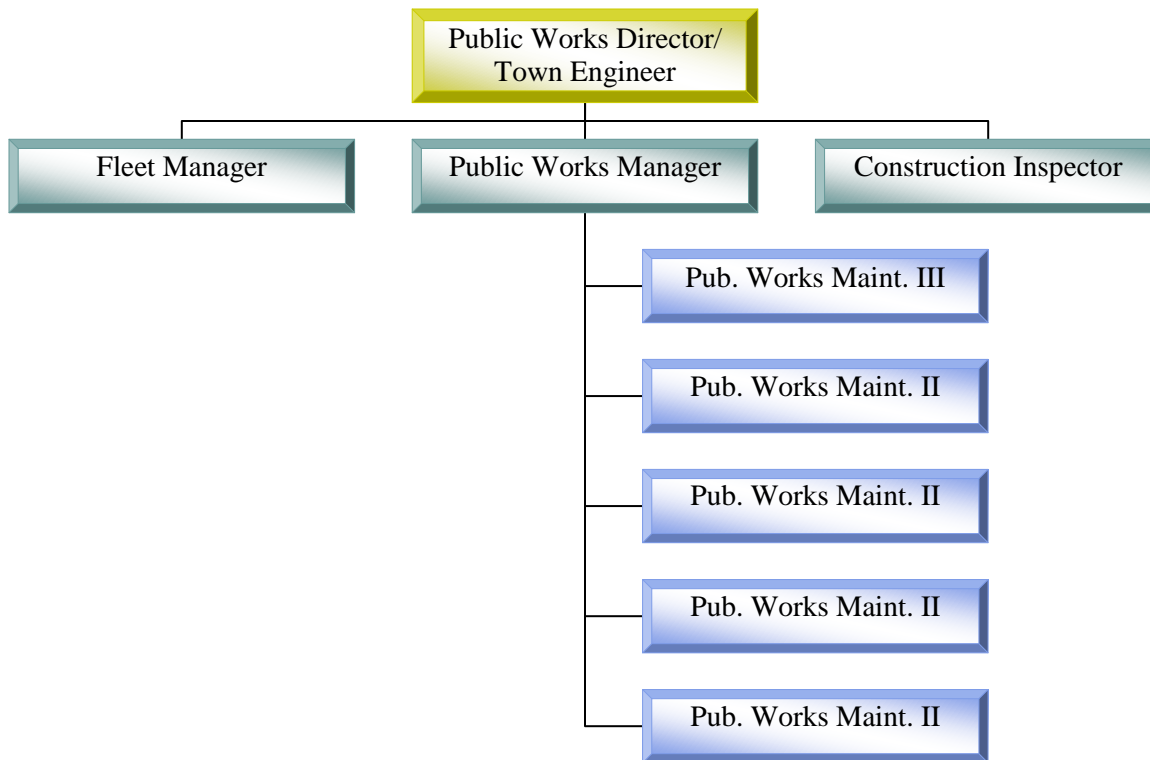 Public Works Director/
Town Engineer
Fleet Manager
Public Works Manager
Construction Inspector
Pub. Works Maint. III
Pub. Works Maint. II
Pub. Works Maint. II
Pub. Works Maint. II
Pub. Works Maint. II